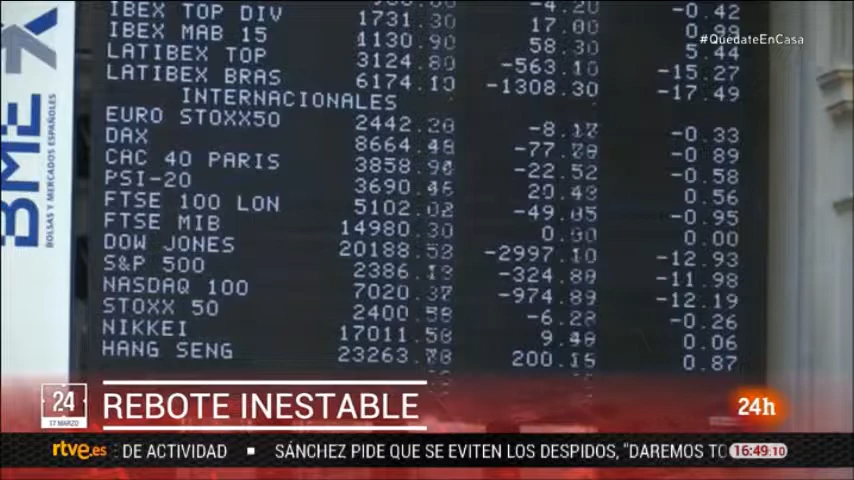 IBEX TOP DIV 1731.30 -4.20 -0.42
IBEX MAB 15 1130.90 17.00
LATIBEX TOP 3124.80 58.30 5.44
LATIBEX BRAS 6174.10 -563.10 -15.27
INTERNACIONALES -1308.30 -17.49
EURO STOXX50 2442.20
DAX 8664.48 -8.17 -0.33
CAC 40 PARIS 3858.90 -77.78 -0.89
PSI-20 3690.46 -22.52 -0.58
FTSE 100 LON 5102.02 20.43 0.56
FTSE MIB 14980.30 -49.05 -0.95
DOW JONES 20188.53 0.00 0.00
S&P 500 2386.13 -2997.10 -12.93
NASDAQ 100 7020.37 -324.80 -11.98
STOXX 50 2400.58 -974.89 -12.19
NIKKEI 17011.50 -6.28 -0.26
HANG SENG 23263.70 9.40 0.06
200.15 0.87
BME X
BOLSAS Y MERCADOS ESPAÑOLES
#QuedateEnCasa
24
17 MARZO
REBOTE INESTABLE
24h
rtve.es DE ACTIVIDAD ■ SÁNCHEZ PIDE QUE SE EVITEN LOS DESPIDOS, "DAREMOS TO
16:49:10